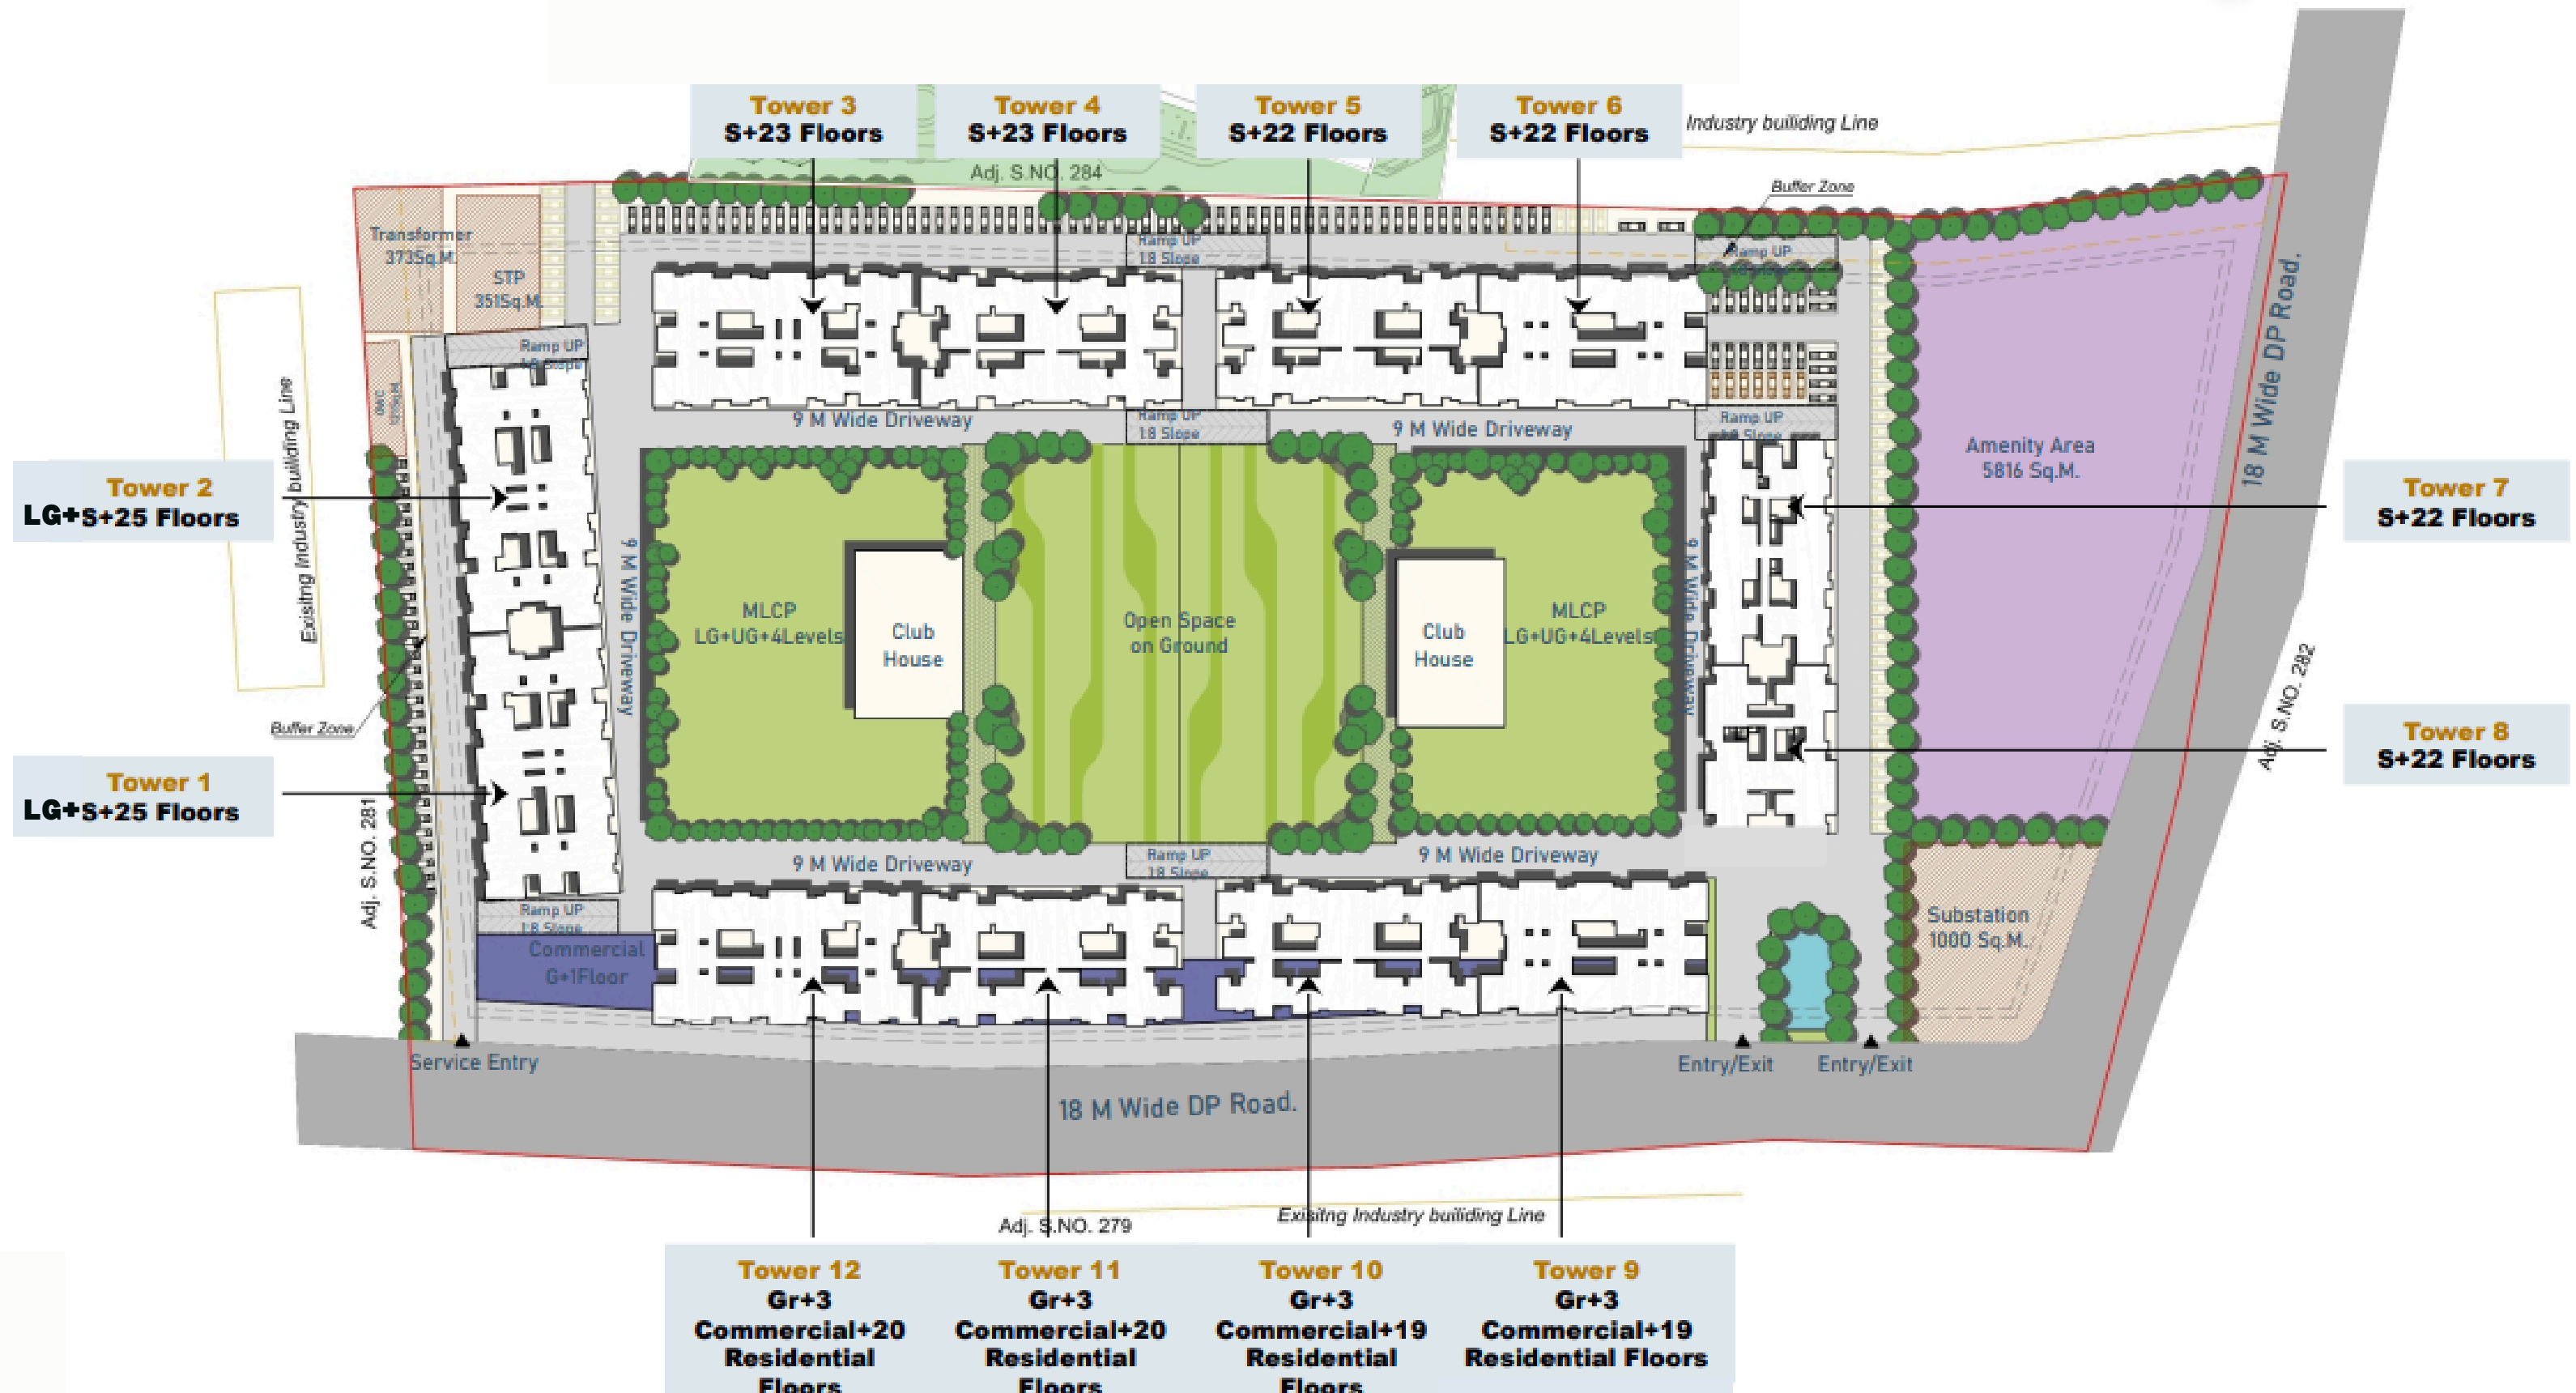 Tower 3
S+23 Floors
Tower 4
S+23 Floors
Tower 5
S+22 Floors
Tower 6
S+22 Floors
Industry builiding Line
Adj. S.NO. 284
Buffer Zone
Transformer
373Sq.M.
STP
351Sq.M.
Ramp UP
1:8 Slope
Ramp UP
Ramp UP
1:8 Slope
18 M Wide DP Road.
Exisitng Industry builiding Line
9 M Wide Driveway
Ramp UP
1:8 Slope
9 M Wide Driveway
Ramp UP
1:8 Slope
Amenity Area
5816 Sq.M.
Tower 2
LG+S+25 Floors
Tower 7
S+22 Floors
9 M Wide Driveway
MLCP
LG+UG+4Levels
Club
House
Open Space
on Ground
Club
House
MLCP
LG+UG+4Levels
9 M Wide Driveway
Buffer Zone
Adj. S.NO. 282
Tower 1
LG+S+25 Floors
Tower 8
S+22 Floors
Adj. S.NO. 281
9 M Wide Driveway
Ramp UP
1:8 Slope
9 M Wide Driveway
Ramp UP
1:8 Slope
Commercial
G+1Floor
Substation
1000 Sq.M.
Service Entry
Entry/Exit
Entry/Exit
18 M Wide DP Road.
Adj. S.NO. 279
Exisitng Industry builiding Line
Tower 12
Gr+3
Commercial+20
Residential
Floors
Tower 11
Gr+3
Commercial+20
Residential
Floors
Tower 10
Gr+3
Commercial+19
Residential
Floors
Tower 9
Gr+3
Commercial+19
Residential Floors